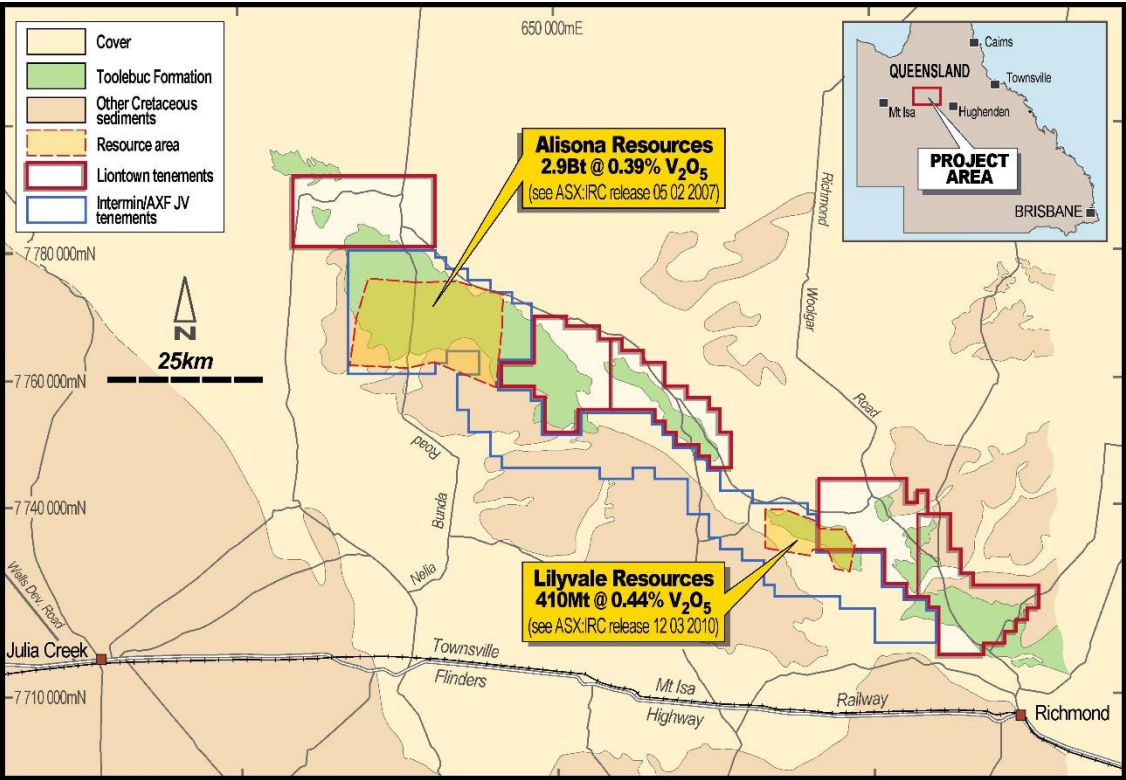 650 000mE
Cover
Toolebuc Formation
Other Cretaceous
sediments
Resource area
Liontown tenements
Intermin/AXF JV
tenements
Cairns
QUEENSLAND
Townsville
Mt Isa
Hughenden
PROJECT
AREA
BRISBANE
Alisona Resources
2.9Bt @ 0.39% V₂O₅
(see ASX:IRC release 05 02 2007)
Richmond
Woolgar
Road
7 780 000mN
N
25km
7 760 000mN
Road
Bunda
Nelia
7 740 000mN
Lilyvale Resources
410Mt @ 0.44% V₂O₅
(see ASX:IRC release 12 03 2010)
Wells Dev. Road
Julia Creek
Townsville
Flinders
Mt Isa
Highway
Railway
Richmond
7 710 000mN